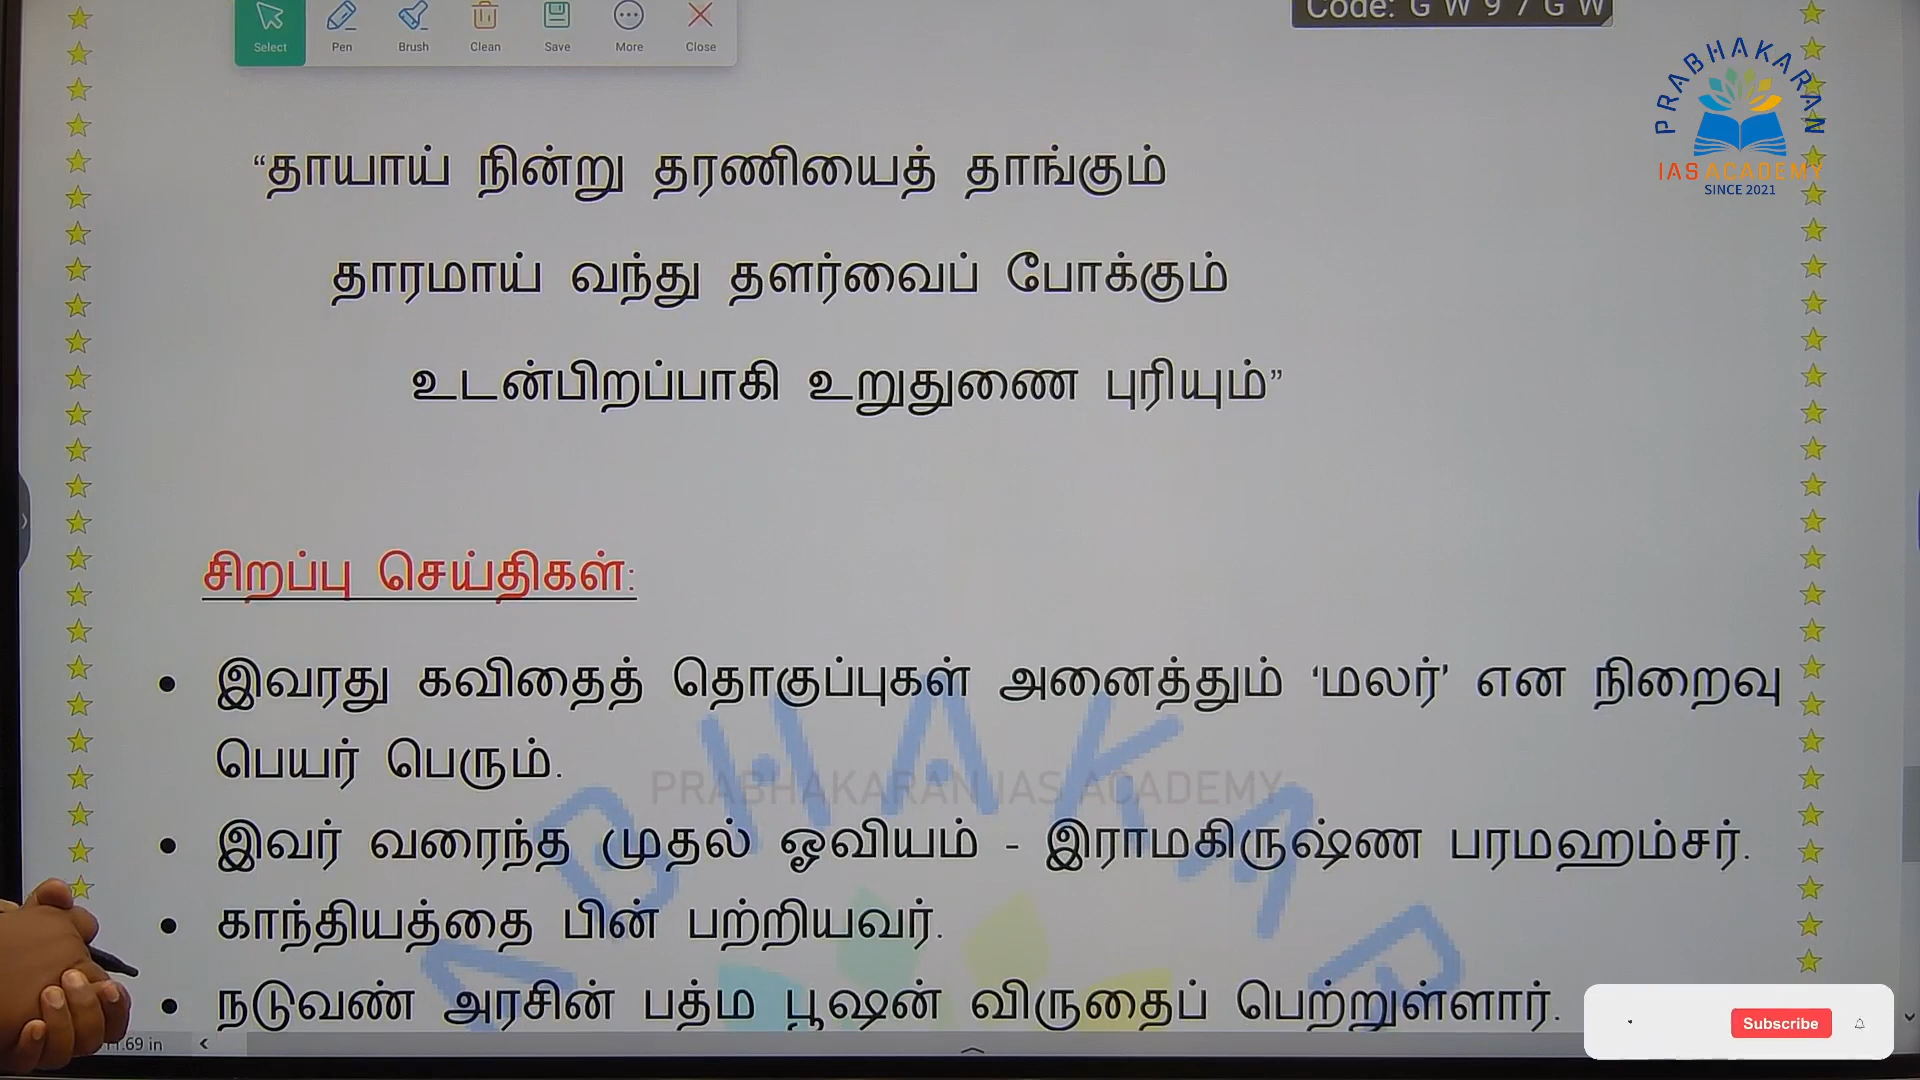 Select Pen Brush Clean Save More Close
Code: G W 9 7 G W
PRABHAKARAN
IAS ACADEMY
SINCE 2021
“தாயாய் நின்று தரணியைத் தாங்கும்
தாரமாய் வந்து தளர்வைப் போக்கும்
உடன்பிறப்பாகி உறுதுணை புரியும்”
சிறப்பு செய்திகள்:
• இவரது கவிதைத் தொகுப்புகள் அனைத்தும் ‘மலர்’ என நிறைவு
பெயர் பெரும்.
PRABHAKARAN IAS ACADEMY
• இவர் வரைந்த முதல் ஓவியம் - இராமகிருஷ்ண பரமஹம்சர்.
• காந்தியத்தை பின் பற்றியவர்.
• நடுவண் அரசின் பத்ம பூஷன் விருதைப் பெற்றுள்ளார்.
Subscribe